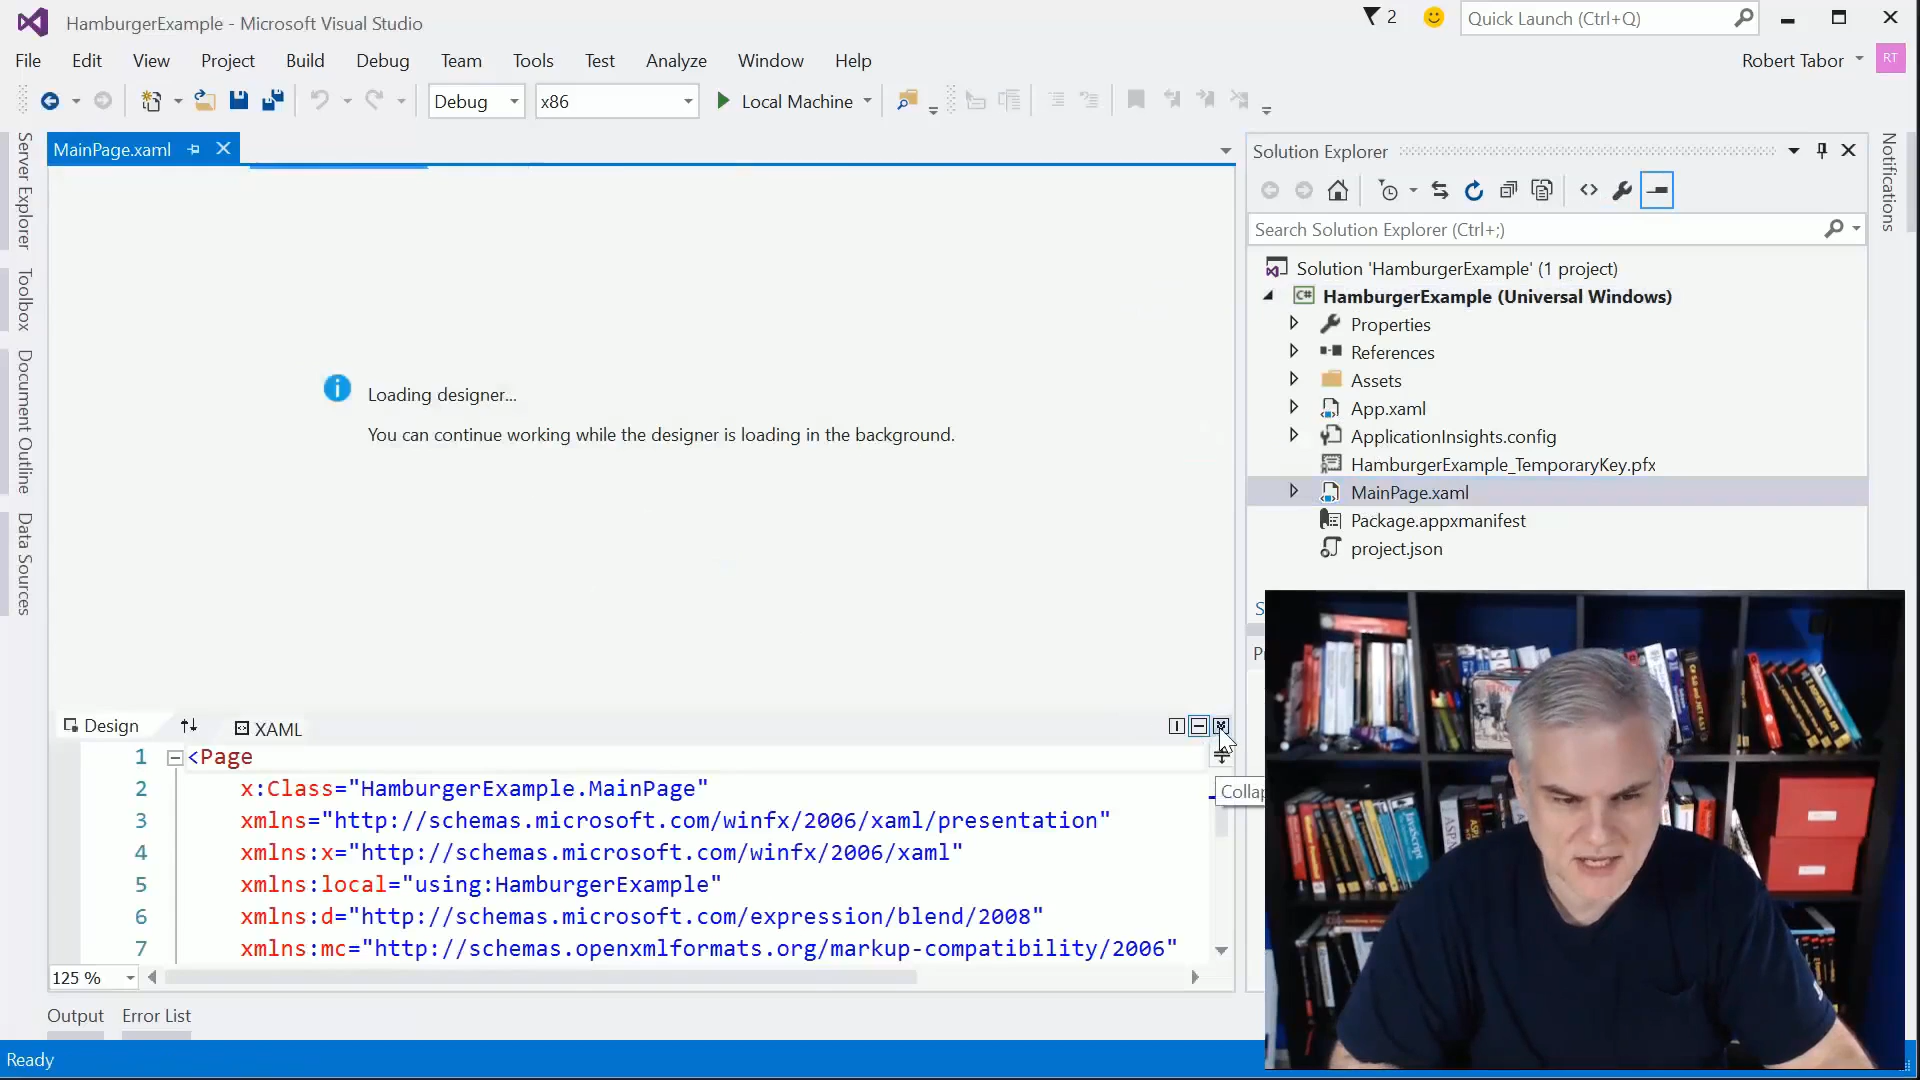 HamburgerExample - Microsoft Visual Studio
2
Quick Launch (Ctrl+Q)
File Edit View Project Build Debug Team Tools Test Analyze Window Help
Robert Tabor
RT
Debug
x86
Local Machine
Server Explorer
Toolbox
Document Outline
Data Sources
MainPage.xaml
Loading designer...
You can continue working while the designer is loading in the background.
Design
XAML
1 <Page
2 x:Class="HamburgerExample.MainPage"
3 xmlns="http://schemas.microsoft.com/winfx/2006/xaml/presentation"
4 xmlns:x="http://schemas.microsoft.com/winfx/2006/xaml"
5 xmlns:local="using:HamburgerExample"
6 xmlns:d="http://schemas.microsoft.com/expression/blend/2008"
7 xmlns:mc="http://schemas.openxmlformats.org/markup-compatibility/2006"
125 %
Collap
Output Error List
Ready
Solution Explorer
Search Solution Explorer (Ctrl+;)
Solution 'HamburgerExample' (1 project)
C# HamburgerExample (Universal Windows)
Properties
References
Assets
App.xaml
ApplicationInsights.config
HamburgerExample_TemporaryKey.pfx
MainPage.xaml
Package.appxmanifest
project.json
Notifications